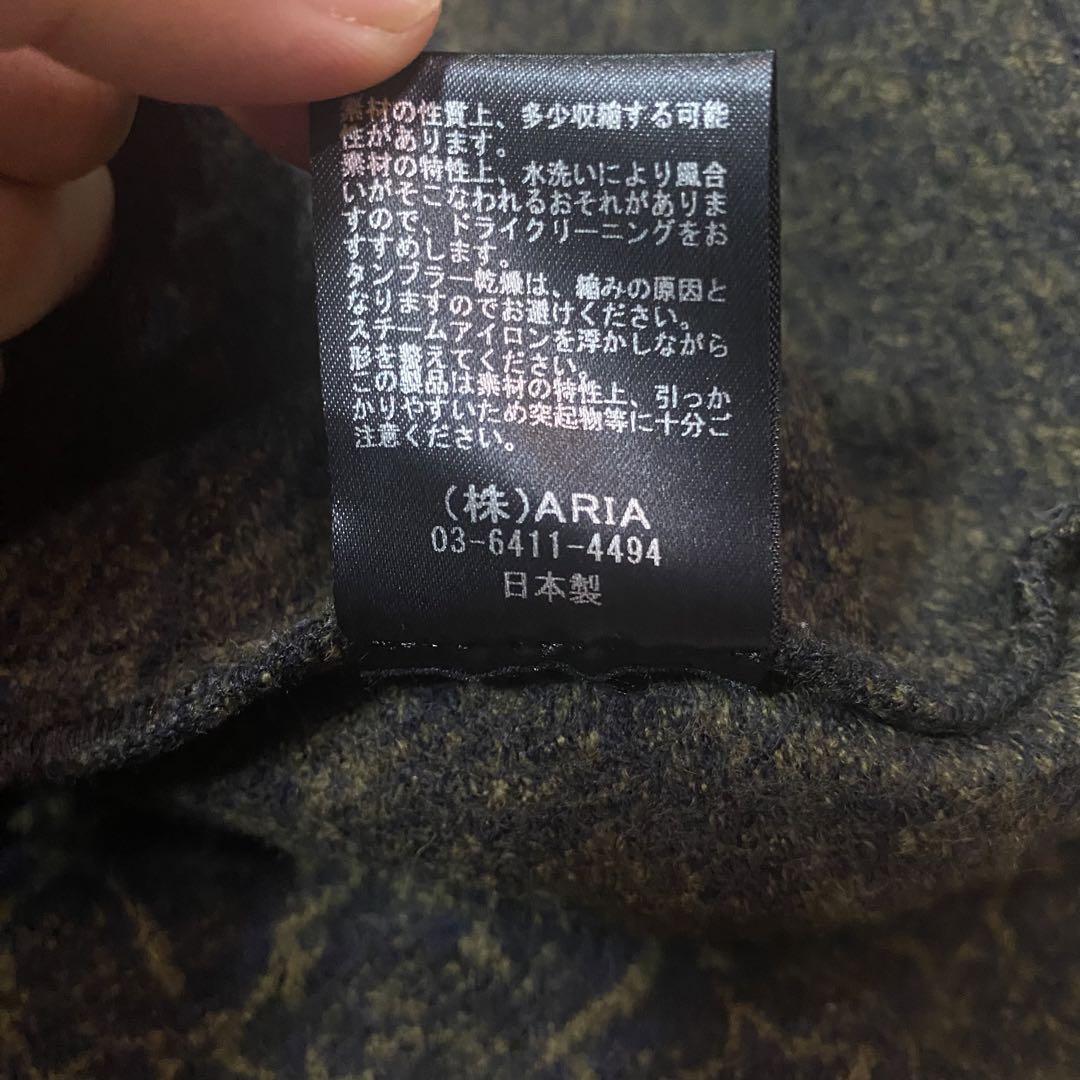 素材の性質上、多少収縮する可能
性があります。
素材の特性上、水洗いにより風合
いがそこなわれるおそれがありま
すので、ドライクリーニングをお
すすめします。
タンブラー乾燥は、縮みの原因と
なりますのでお避けください。
スチームアイロンを浮かしながら
形を整えてください。
この製品は素材の特性上、引っか
かりやすいため突起物等に十分ご
注意ください。
(株)ARIA
03-6411-4494
日本製